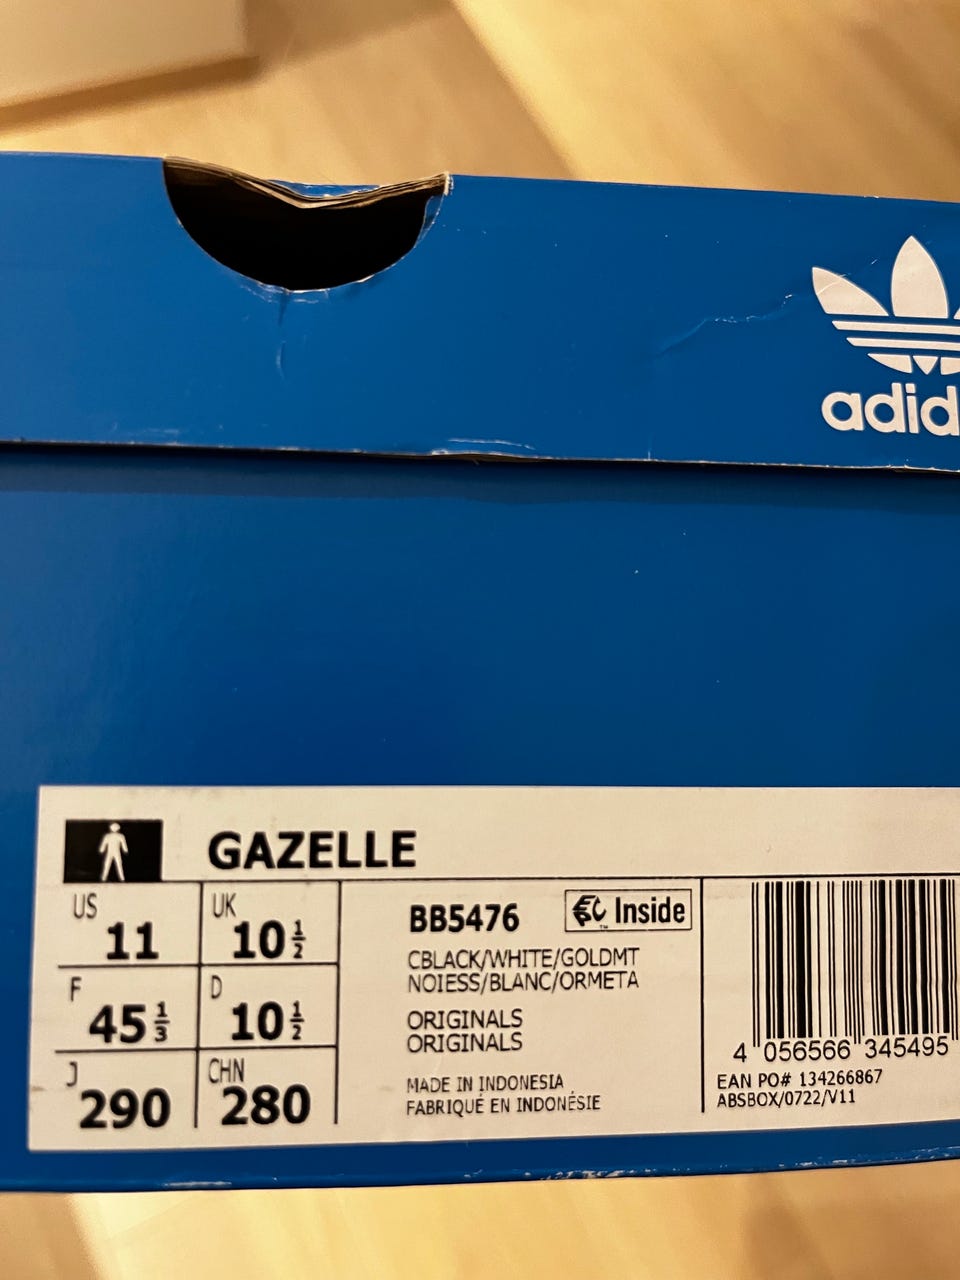 adid
GAZELLE
US 11
UK 10 1/2
F 45 1/3
D 10 1/2
J 290
CHN 280
BB5476
Inside
™
CBLACK/WHITE/GOLDMT
NOIESS/BLANC/ORMETA
ORIGINALS
ORIGINALS
MADE IN INDONESIA
FABRIQUÉ EN INDONÉSIE
4 056566 345495
EAN PO# 134266867
ABSBOX/0722/V11